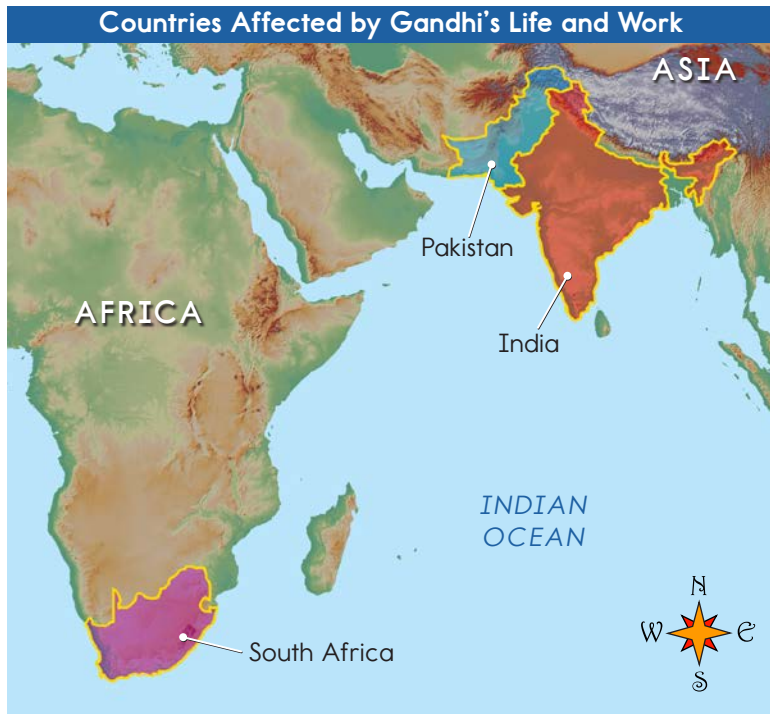 Countries Affected by Gandhi's Life and Work
ASIA
Pakistan
AFRICA
India
INDIAN
OCEAN
N
W E
S
South Africa